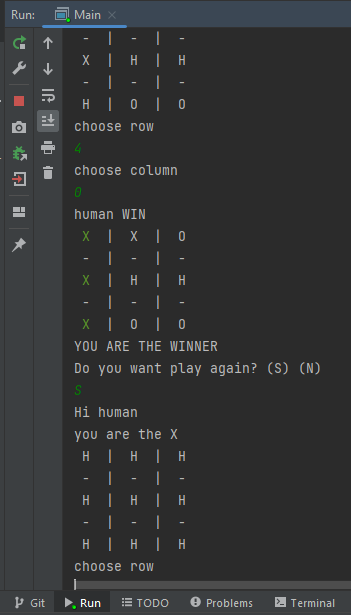 Run: Main
- | - | -
X | H | H
- | - | -
H | O | O
choose row
4
choose column
0
human WIN
X | X | O
- | - | -
X | H | H
- | - | -
X | O | O
YOU ARE THE WINNER
Do you want play again? (S) (N)
S
Hi human
you are the X
H | H | H
- | - | -
H | H | H
- | - | -
H | H | H
choose row
Git Run TODO Problems Terminal